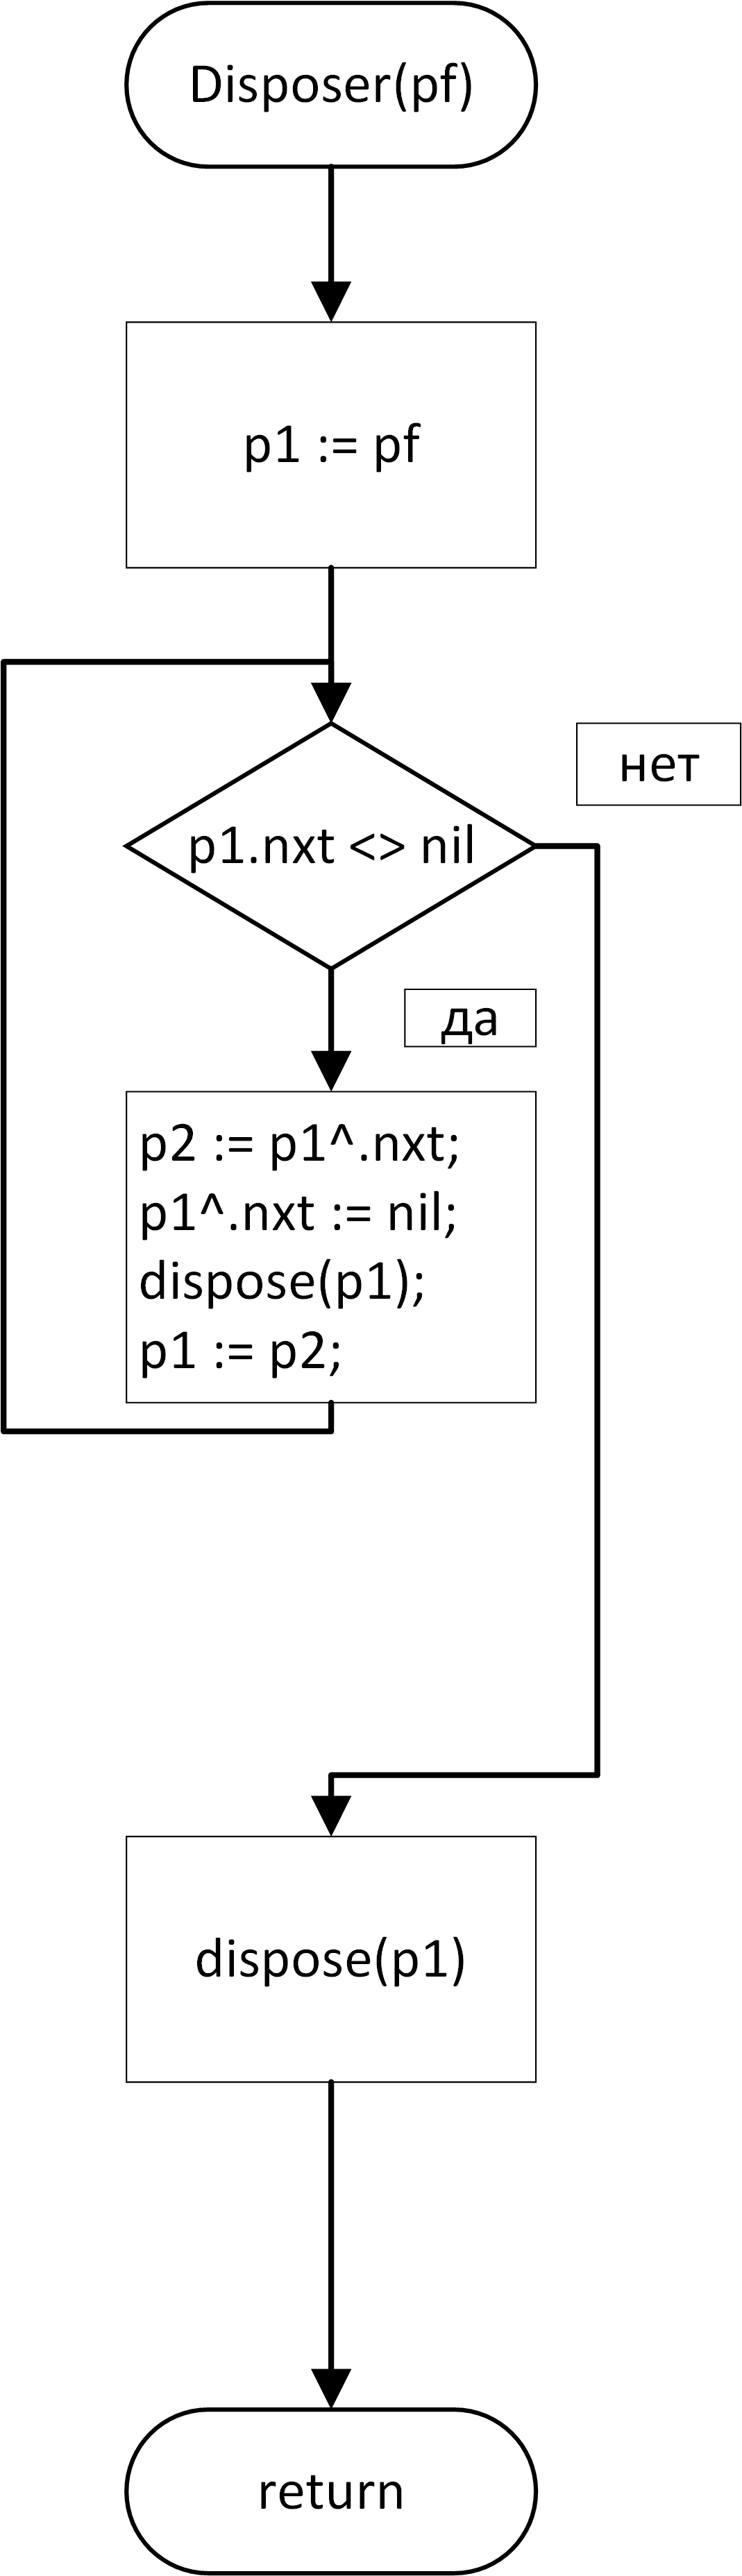 Disposer(pf)
p1 := pf
нет
p1.nxt <> nil
да
p2 := p1^.nxt;
p1^.nxt := nil;
dispose(p1);
p1 := p2;
dispose(p1)
return